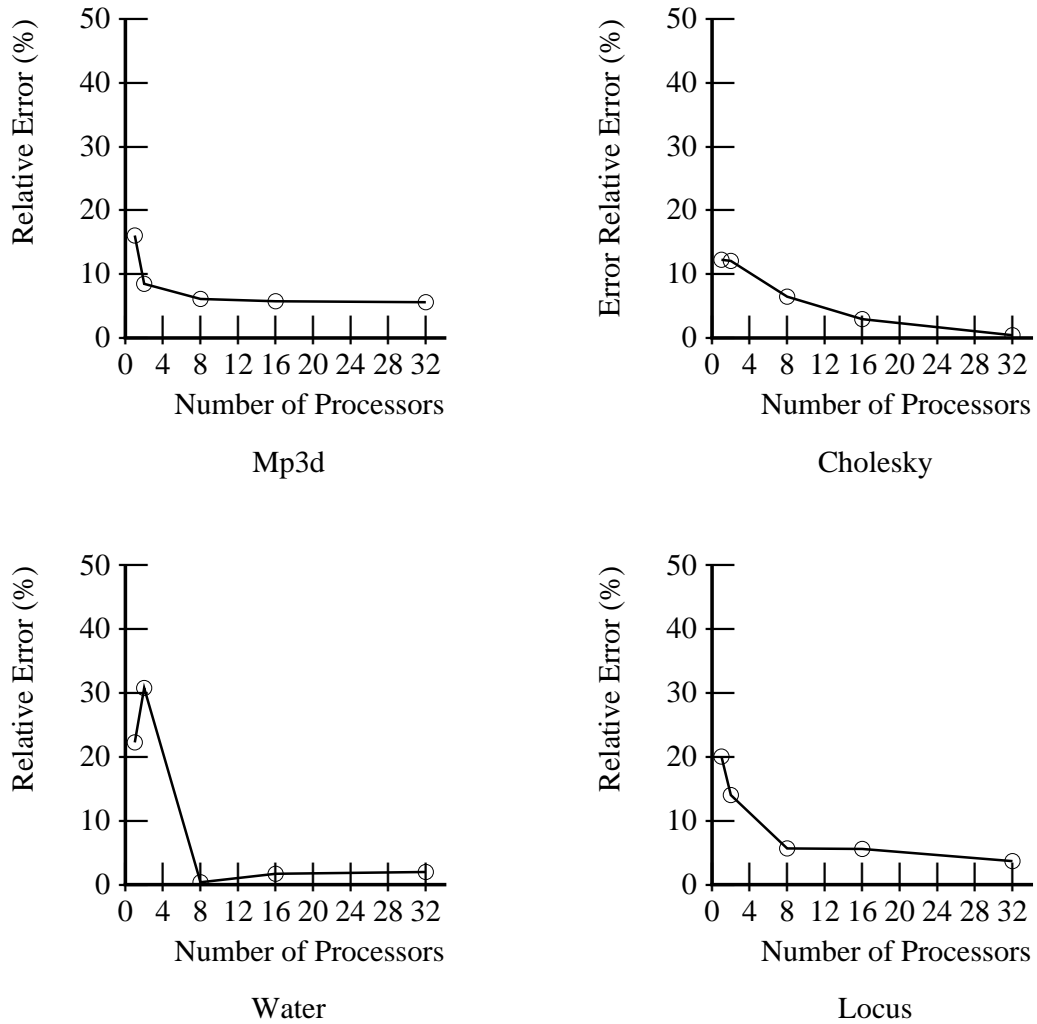 Relative Error (%)
50
40
30
20
10
0
0 4 8 12 16 20 24 28 32
Number of Processors
Mp3d
Error Relative Error (%)
50
40
30
20
10
0
0 4 8 12 16 20 24 28 32
Number of Processors
Cholesky
Relative Error (%)
50
40
30
20
10
0
0 4 8 12 16 20 24 28 32
Number of Processors
Water
Relative Error (%)
50
40
30
20
10
0
0 4 8 12 16 20 24 28 32
Number of Processors
Locus